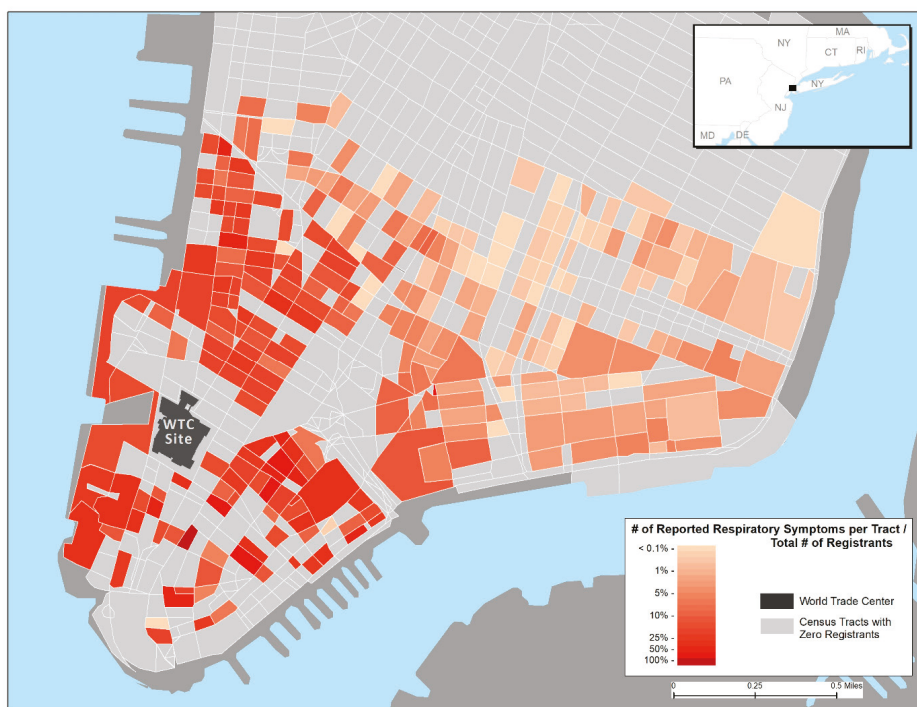 NY
MA
CT
RI
PA
NY
NJ
MD
DE
WTC
Site
# of Reported Respiratory Symptoms per Tract /
Total # of Registrants
< 0.1% -
1% -
5% -
10% -
25% -
50% -
100% -
World Trade Center
Census Tracts with
Zero Registrants
0
0.25
0.5 Miles